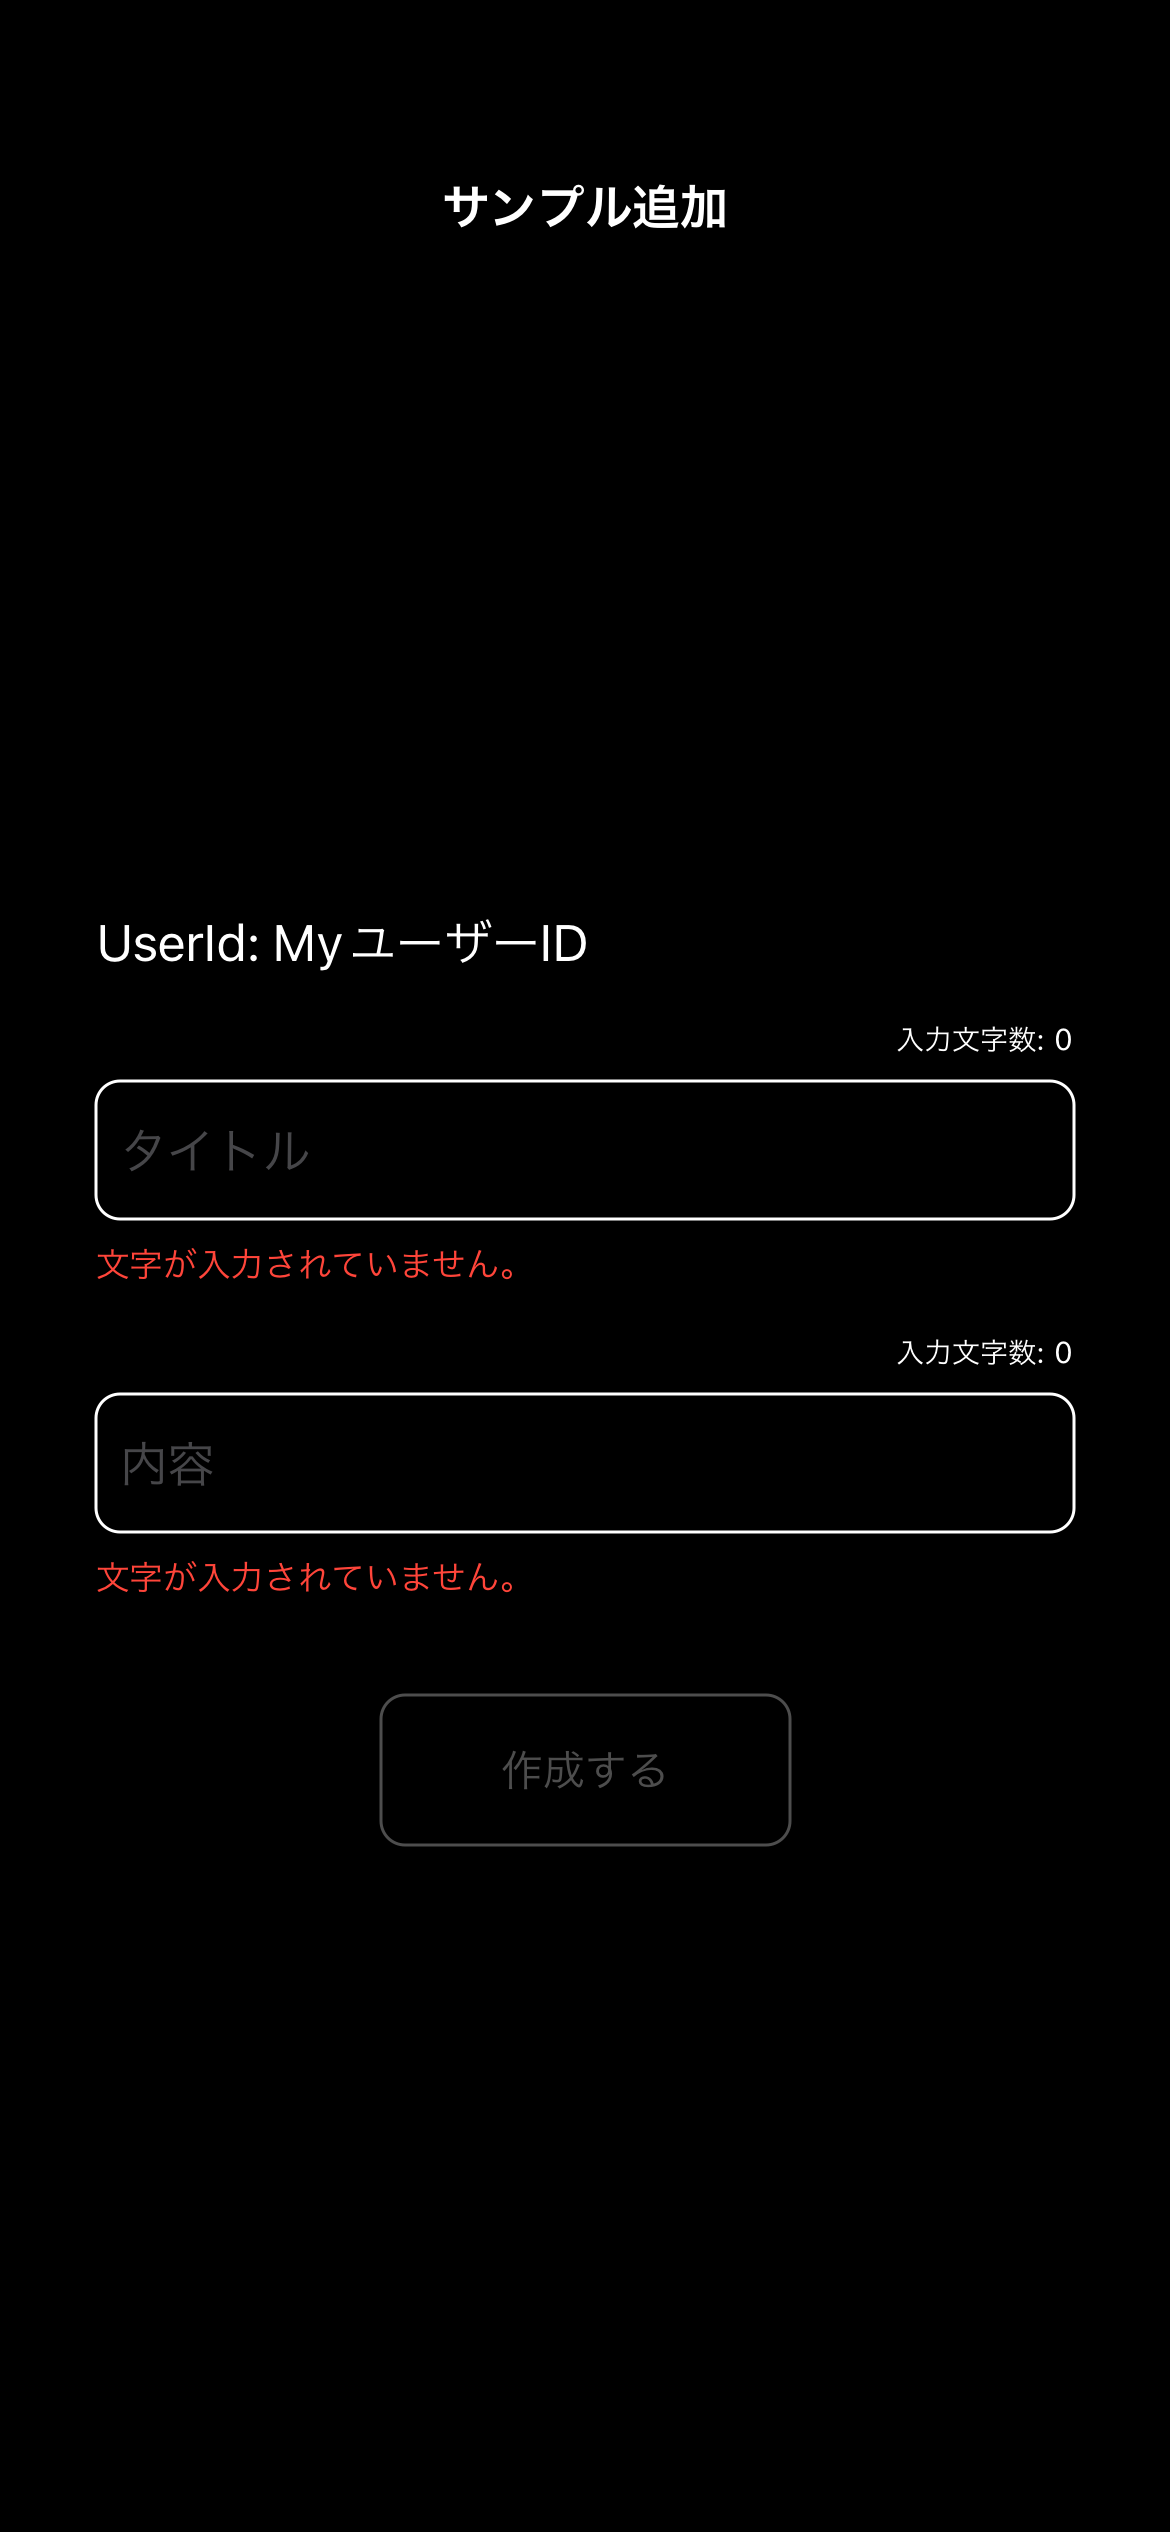 サンプル追加
UserId: MyユーザーID
入力文字数: 0
タイトル
文字が入力されていません。
入力文字数: 0
内容
文字が入力されていません。
作成する